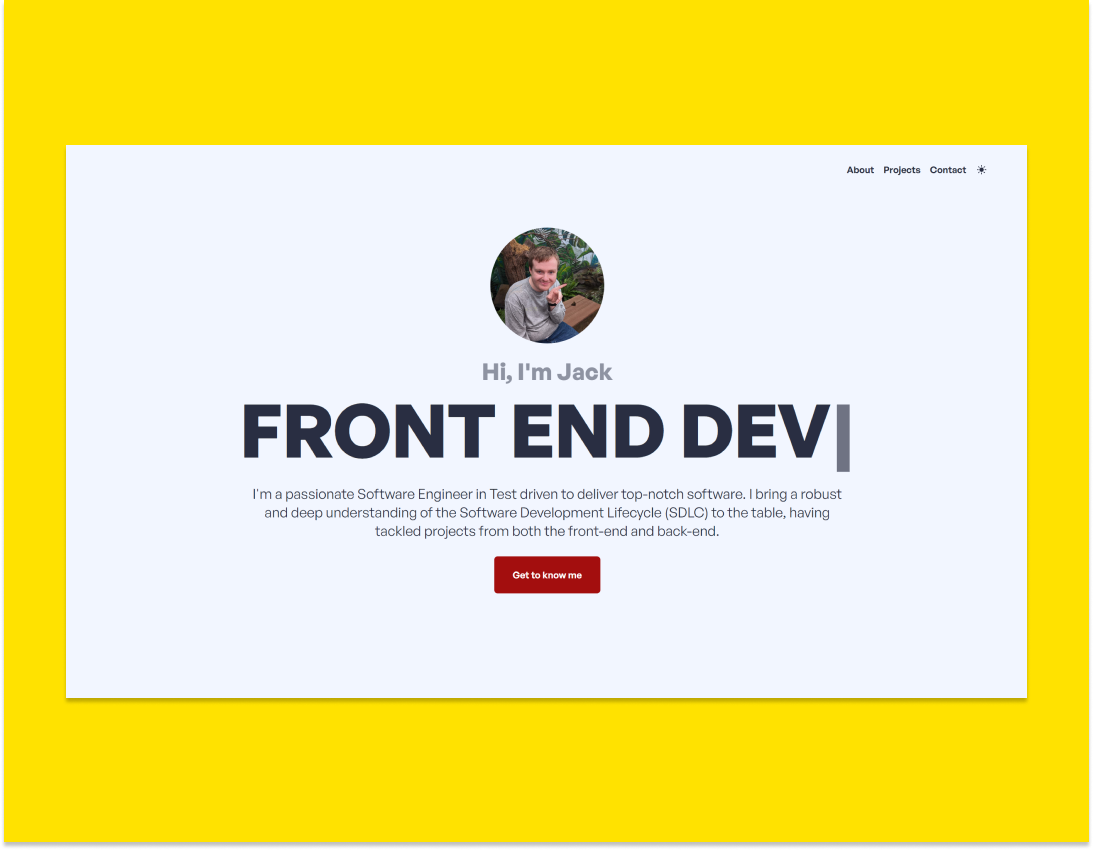 About Projects Contact
Hi, I'm Jack
FRONT END DEV|
I'm a passionate Software Engineer in Test driven to deliver top-notch software. I bring a robust
and deep understanding of the Software Development Lifecycle (SDLC) to the table, having
tackled projects from both the front-end and back-end.
Get to know me